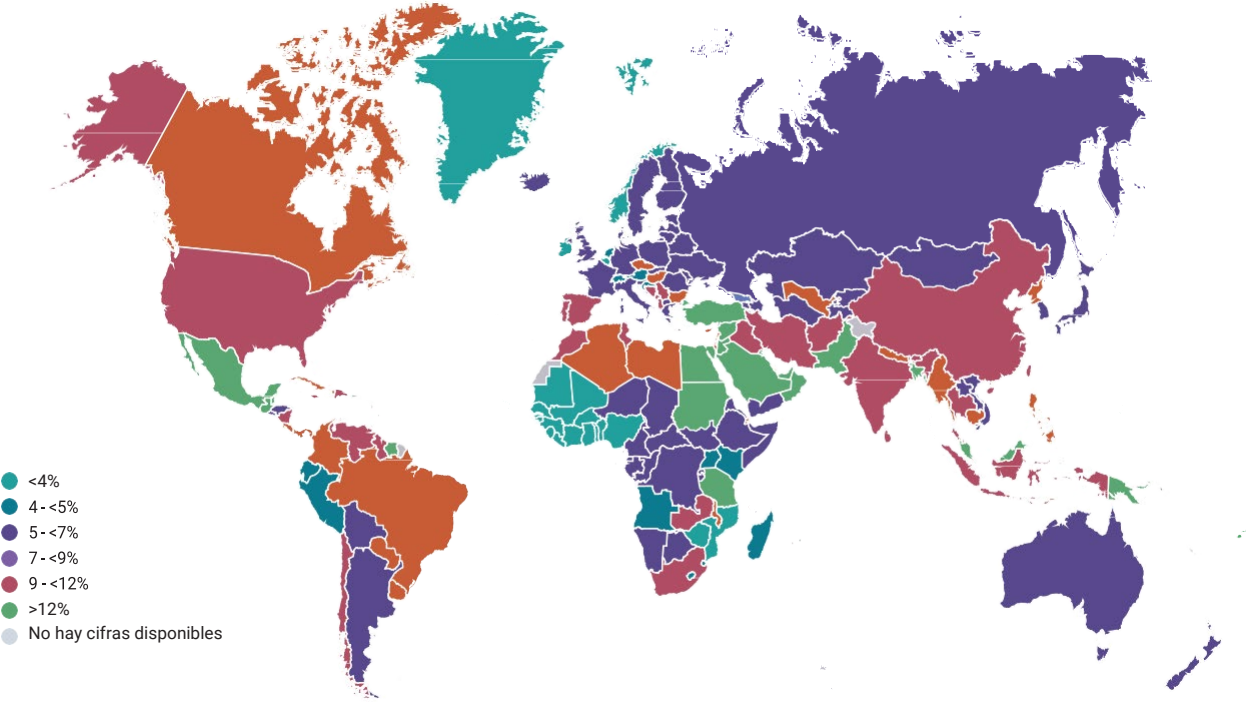 <4%
4 - <5%
5 - <7%
7 - <9%
9 - <12%
>12%
No hay cifras disponibles